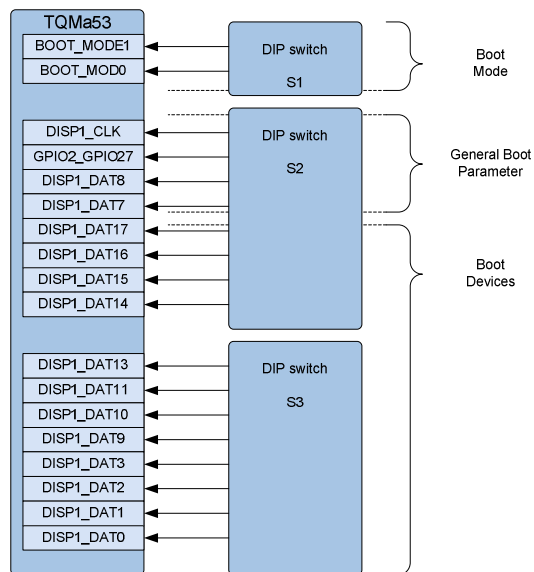 TQMa53
BOOT_MODE1
BOOT_MOD0
DISP1_CLK
GPIO2_GPIO27
DISP1_DAT8
DISP1_DAT7
DISP1_DAT17
DISP1_DAT16
DISP1_DAT15
DISP1_DAT14
DISP1_DAT13
DISP1_DAT11
DISP1_DAT10
DISP1_DAT9
DISP1_DAT3
DISP1_DAT2
DISP1_DAT1
DISP1_DAT0
DIP switch
S1
DIP switch
S2
DIP switch
S3
Boot
Mode
General Boot
Parameter
Boot
Devices